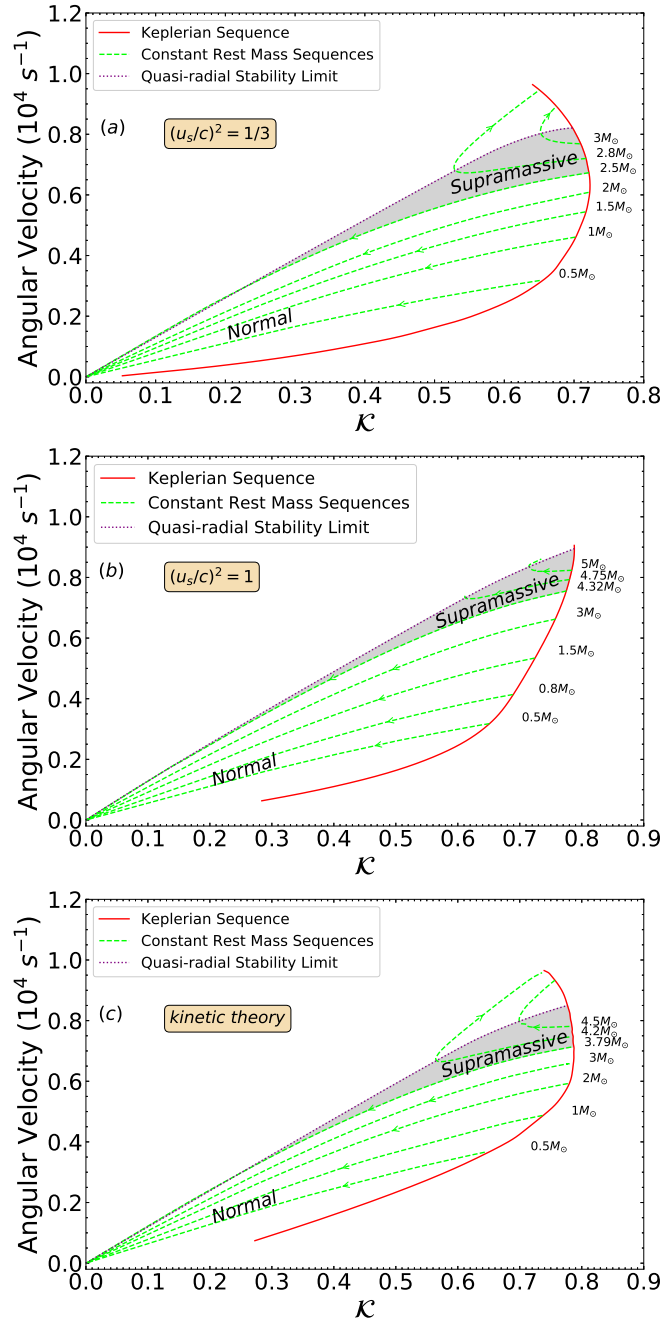 1.2
1.0
0.8
0.6
0.4
0.2
0.0
Angular Velocity (10⁴ s⁻¹)
Keplerian Sequence
Constant Rest Mass Sequences
Quasi-radial Stability Limit
(a)
(u_s/c)² = 1/3
Supramassive
Normal
3M⊙
2.8M⊙
2.5M⊙
2M⊙
1.5M⊙
1M⊙
0.5M⊙
0.0 0.1 0.2 0.3 0.4 0.5 0.6 0.7 0.8
𝒦
1.2
1.0
0.8
0.6
0.4
0.2
0.0
Angular Velocity (10⁴ s⁻¹)
Keplerian Sequence
Constant Rest Mass Sequences
Quasi-radial Stability Limit
(b)
(u_s/c)² = 1
Supramassive
Normal
5M⊙
4.75M⊙
4.32M⊙
3M⊙
1.5M⊙
0.8M⊙
0.5M⊙
0.0 0.1 0.2 0.3 0.4 0.5 0.6 0.7 0.8 0.9
𝒦
1.2
1.0
0.8
0.6
0.4
0.2
0.0
Angular Velocity (10⁴ s⁻¹)
Keplerian Sequence
Constant Rest Mass Sequences
Quasi-radial Stability Limit
(c)
kinetic theory
Supramassive
Normal
4.5M⊙
4.2M⊙
3.79M⊙
3M⊙
2M⊙
1M⊙
0.5M⊙
0.0 0.1 0.2 0.3 0.4 0.5 0.6 0.7 0.8 0.9
𝒦